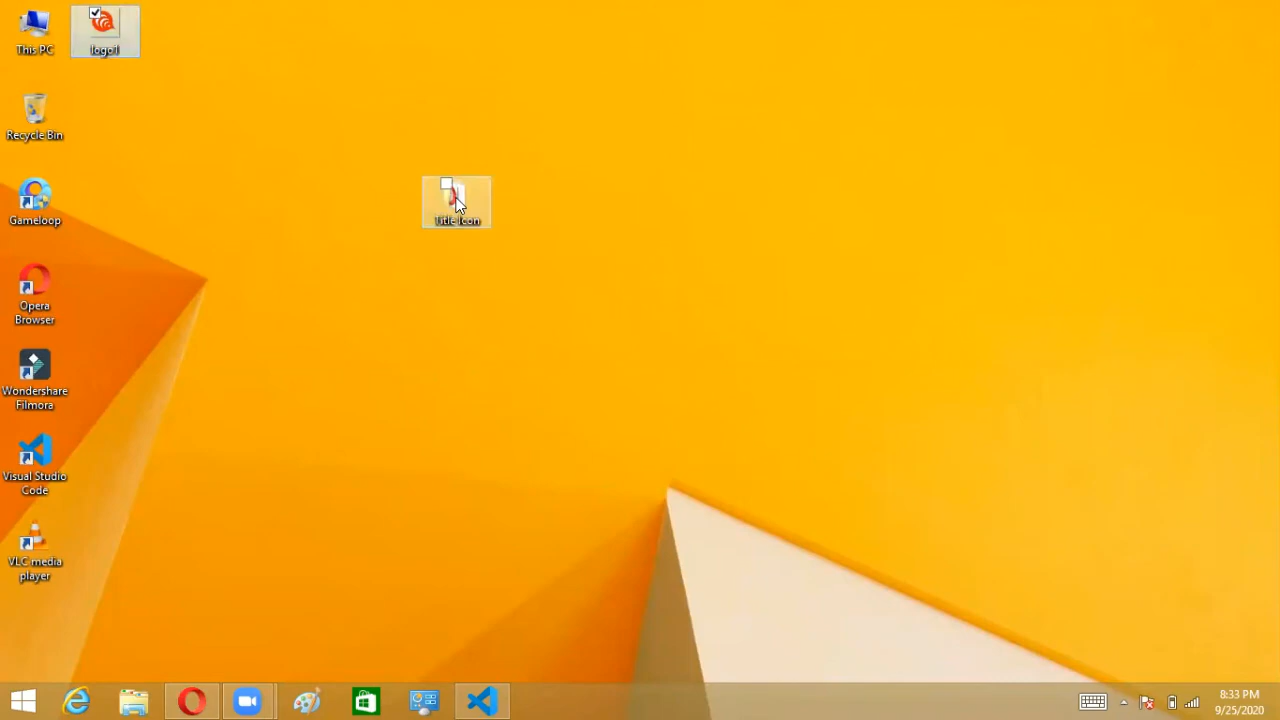 This PC
logo1
Recycle Bin
Title Icon
Gameloop
Opera
Browser
Wondershare
Filmora
Visual Studio
Code
VLC media
player
8:33 PM
9/25/2020